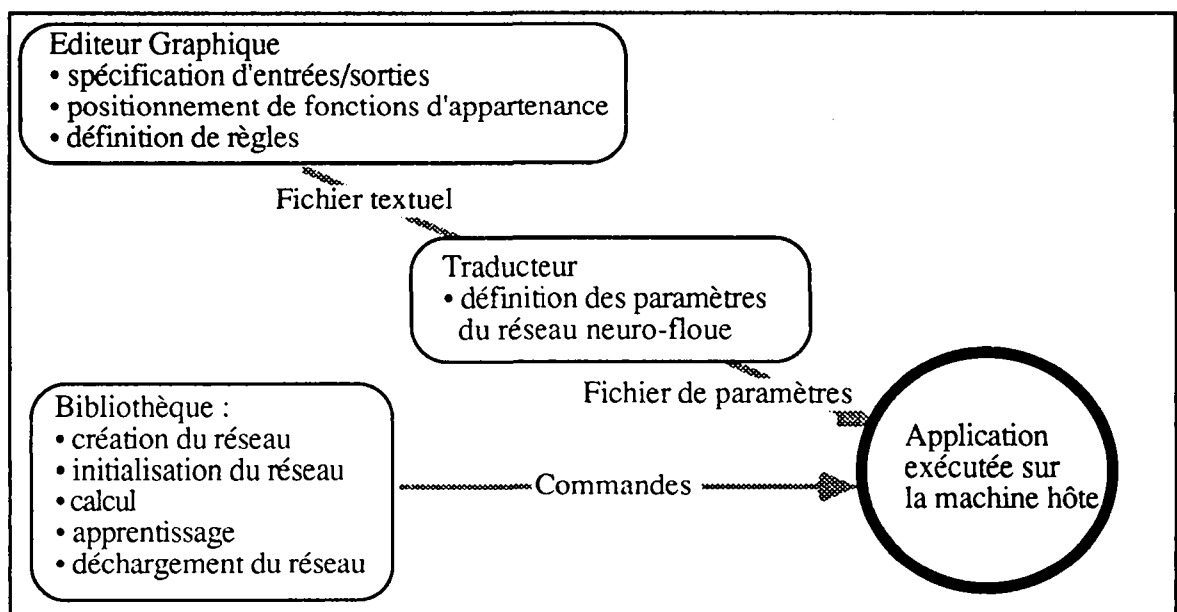 Editeur Graphique
• spécification d'entrées/sorties
• positionnement de fonctions d'appartenance
• définition de règles
Fichier textuel
Traducteur
• définition des paramètres
du réseau neuro-floue
Fichier de paramètres
Bibliothèque :
• création du réseau
• initialisation du réseau
• calcul
• apprentissage
• déchargement du réseau
Commandes
Application
exécutée sur
la machine hôte